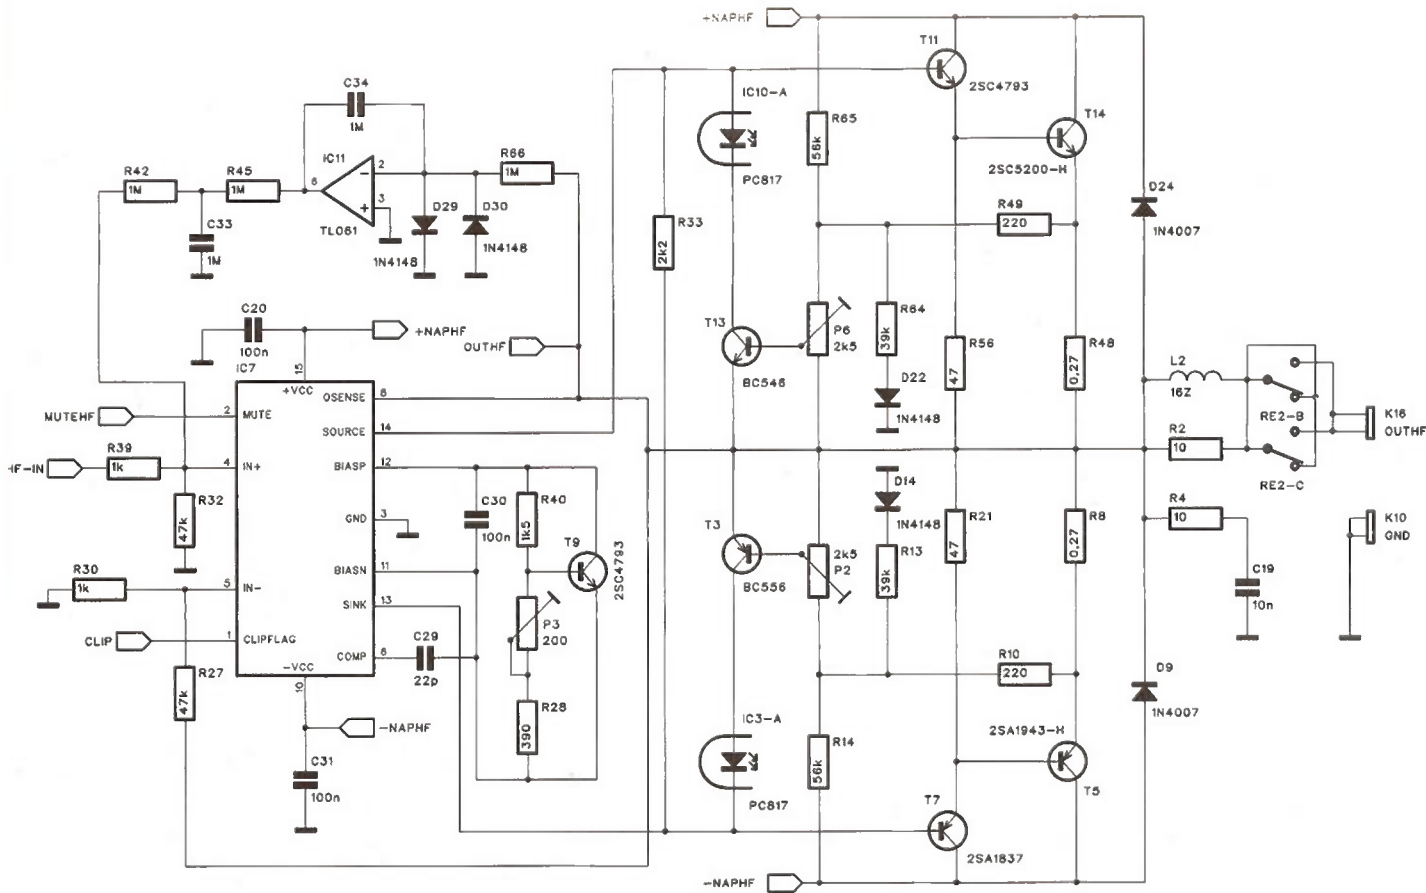 +NAPHF
T11
2SC4793
C34
1M
IC10-A
PC817
R65
56k
T14
2SC5200-H
R42
1M
R45
1M
IC11
6
2
3
TL061
R66
1M
D29
1N4148
D30
1N4148
C33
1M
R33
2k2
R49
220
D24
1N4007
C20
100n
+NAPHF
OUTHF
T13
BC546
P6
2k5
R64
39k
D22
1N4148
R56
47
R48
0,27
L2
16Z
RE2-B
K16
OUTHF
R2
10
RE2-C
IC7
15
+VCC
MUTEHF
2
MUTE
OSENSE
8
SOURCE
14
R39
1k
HF-IN
4
IN+
BIASP
12
R32
47k
GND
3
C30
100n
R40
1k5
T9
2SC4793
BIASN
11
R30
1k
5
IN-
SINK
13
P3
200
CLIP
1
CLIPFLAG
COMP
6
C29
22p
-VCC
10
R27
47k
-NAPHF
C31
100n
R28
390
T3
BC556
2k5
P2
D14
1N4148
R13
39k
R21
47
R8
0,27
R4
10
C19
10n
K10
GND
R10
220
D9
1N4007
IC3-A
PC817
R14
56k
2SA1943-H
T5
T7
2SA1837
-NAPHF